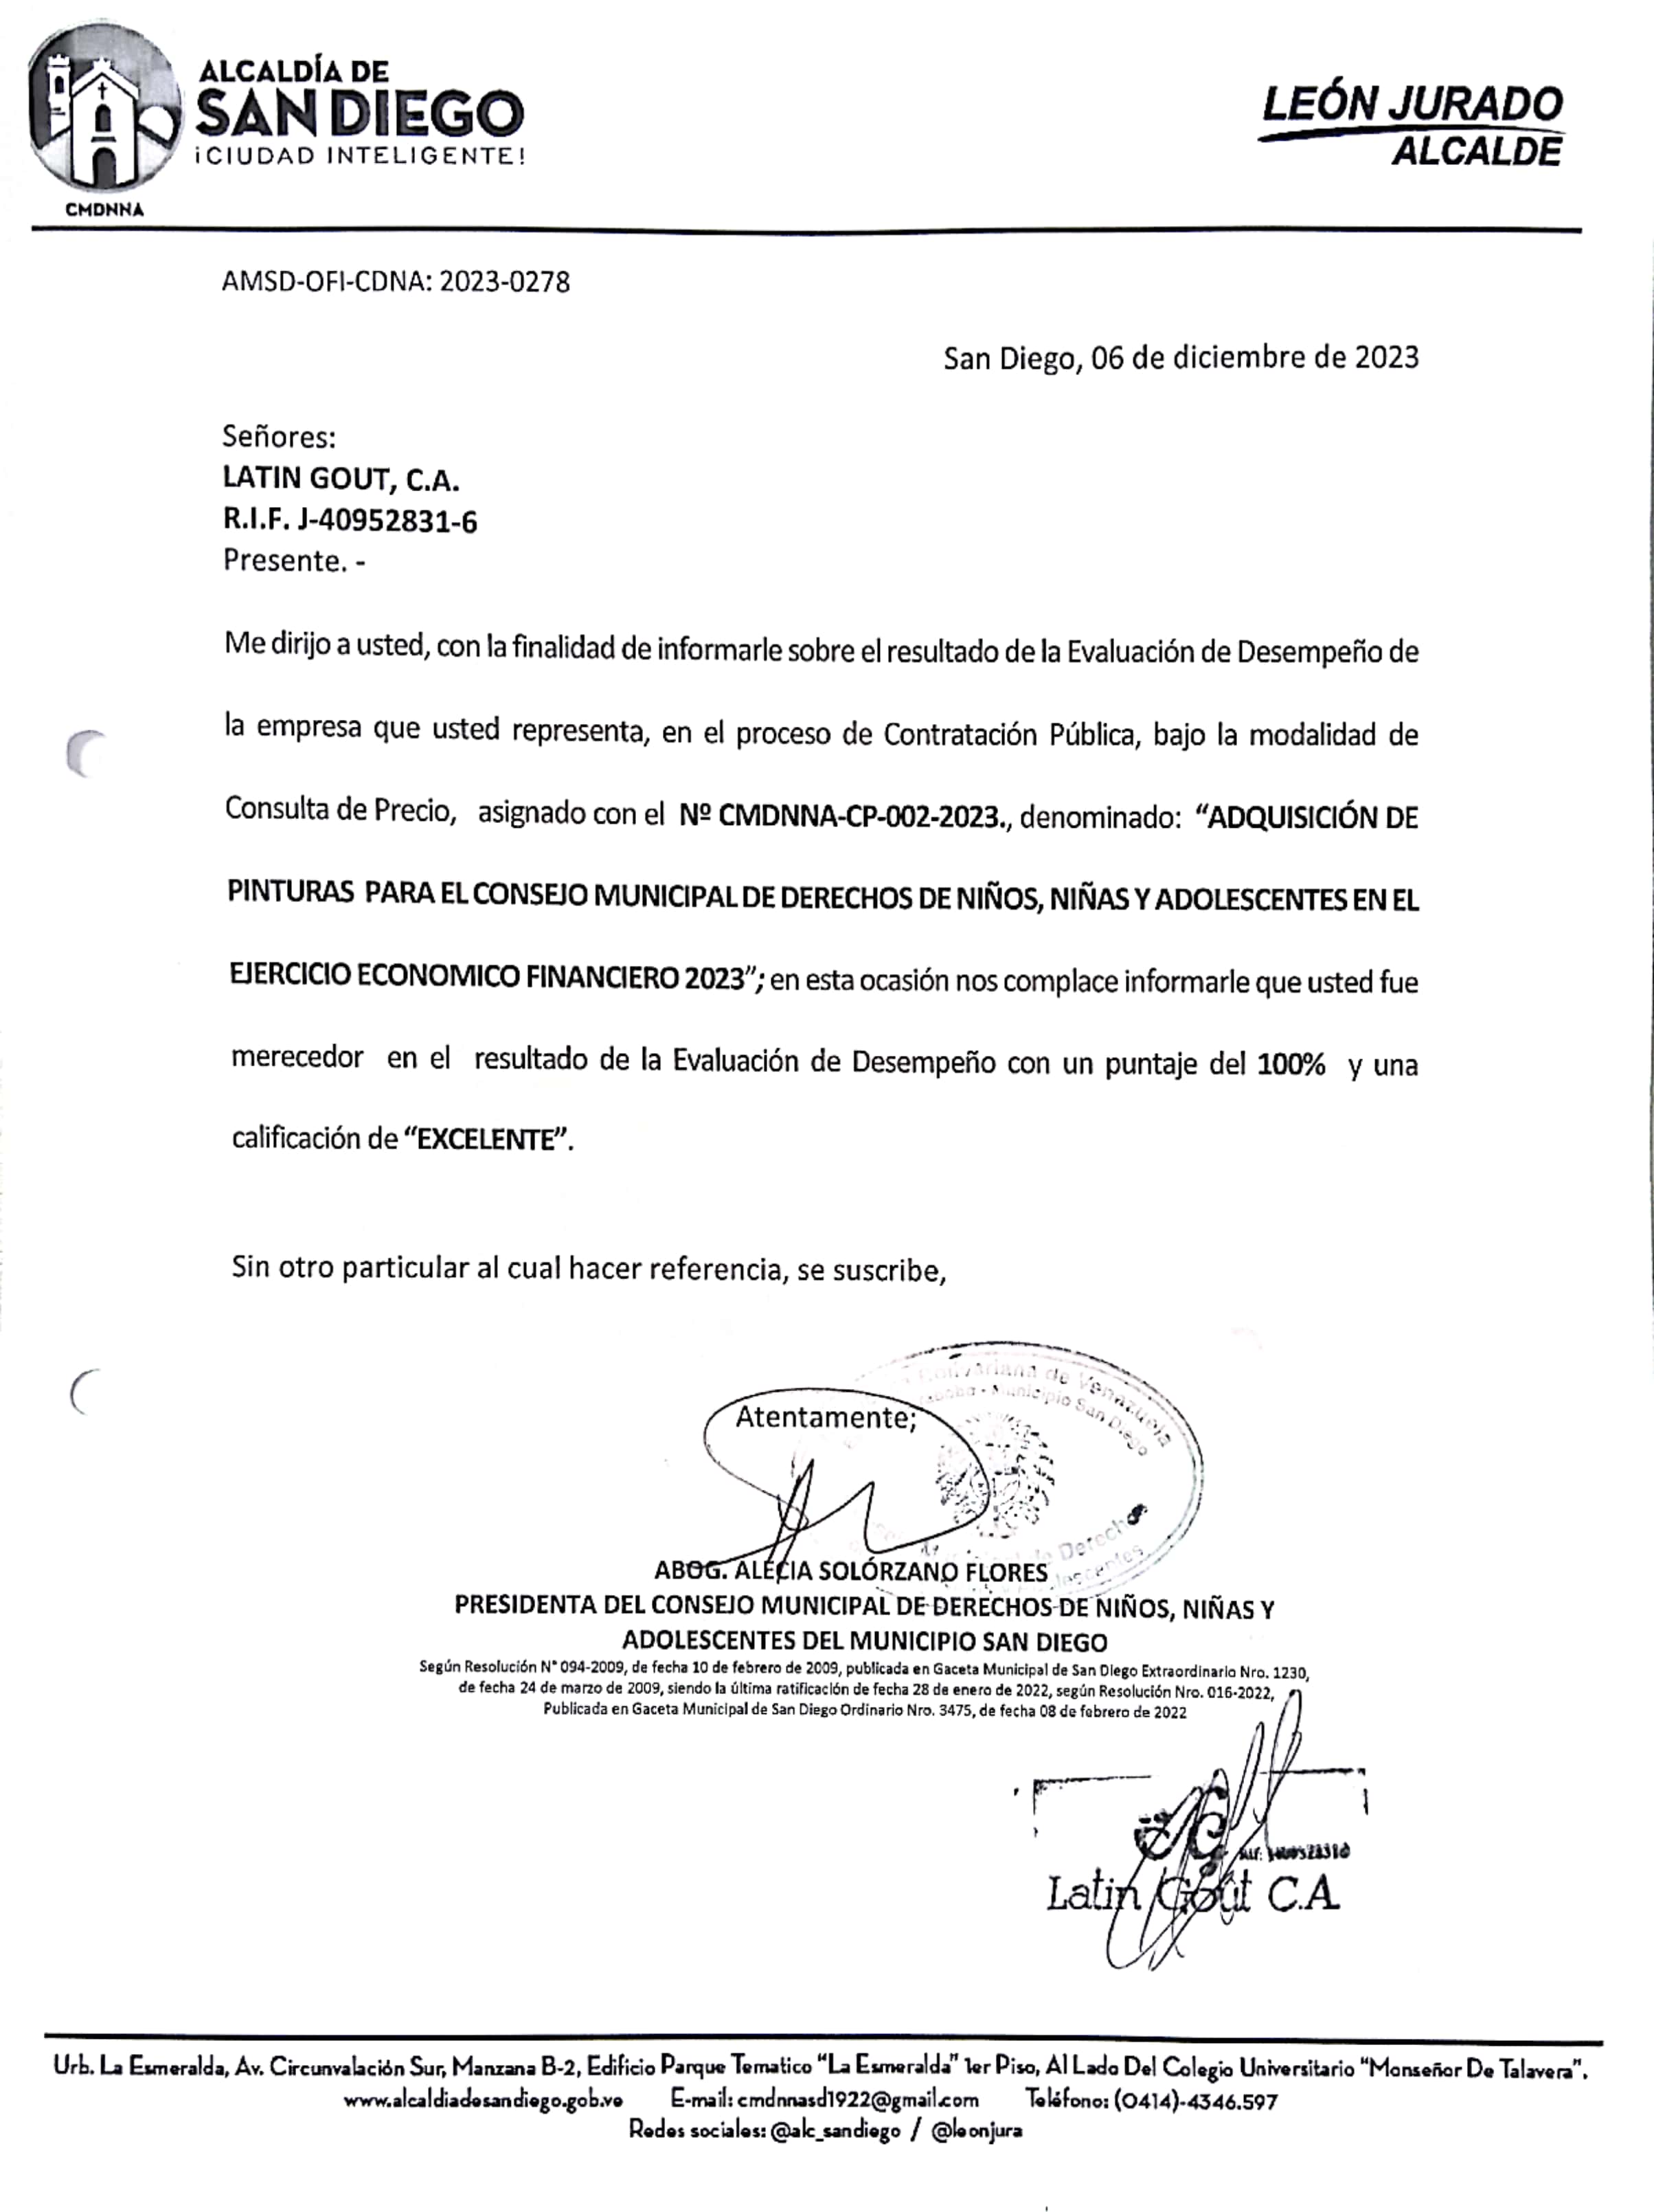 ALCALDÍA DE
SAN DIEGO
¡CIUDAD INTELIGENTE!
CMDNNA
LEÓN JURADO
ALCALDE
AMSD-OFI-CDNA: 2023-0278
San Diego, 06 de diciembre de 2023
Señores:
LATIN GOUT, C.A.
R.I.F. J-40952831-6
Presente. -
Me dirijo a usted, con la finalidad de informarle sobre el resultado de la Evaluación de Desempeño de
la empresa que usted representa, en el proceso de Contratación Pública, bajo la modalidad de
Consulta de Precio, asignado con el Nº CMDNNA-CP-002-2023., denominado: “ADQUISICIÓN DE
PINTURAS PARA EL CONSEJO MUNICIPAL DE DERECHOS DE NIÑOS, NIÑAS Y ADOLESCENTES EN EL
EJERCICIO ECONOMICO FINANCIERO 2023”; en esta ocasión nos complace informarle que usted fue
merecedor en el resultado de la Evaluación de Desempeño con un puntaje del 100% y una
calificación de “EXCELENTE”.
Sin otro particular al cual hacer referencia, se suscribe,
de Venezuela
Municipio San Diego
de Derechos
Atentamente;
ABOG. ALECIA SOLÓRZANO FLORES
PRESIDENTA DEL CONSEJO MUNICIPAL DE DERECHOS DE NIÑOS, NIÑAS Y
ADOLESCENTES DEL MUNICIPIO SAN DIEGO
Según Resolución N° 094-2009, de fecha 10 de febrero de 2009, publicada en Gaceta Municipal de San Diego Extraordinario Nro. 1230,
de fecha 24 de marzo de 2009, siendo la última ratificación de fecha 28 de enero de 2022, según Resolución Nro. 016-2022,
Publicada en Gaceta Municipal de San Diego Ordinario Nro. 3475, de fecha 08 de febrero de 2022
Latin Goût C.A
Urb. La Esmeralda, Av. Circunvalación Sur, Manzana B-2, Edificio Parque Tematico “La Esmeralda” 1er Piso, Al Lado Del Colegio Universitario “Monseñor De Talavera”.
www.alcaldiadesandiego.gob.ve E-mail: cmdnnasd1922@gmail.com Teléfono: (0414)-4346.597
Redes sociales: @alc_sandiego / @leonjura